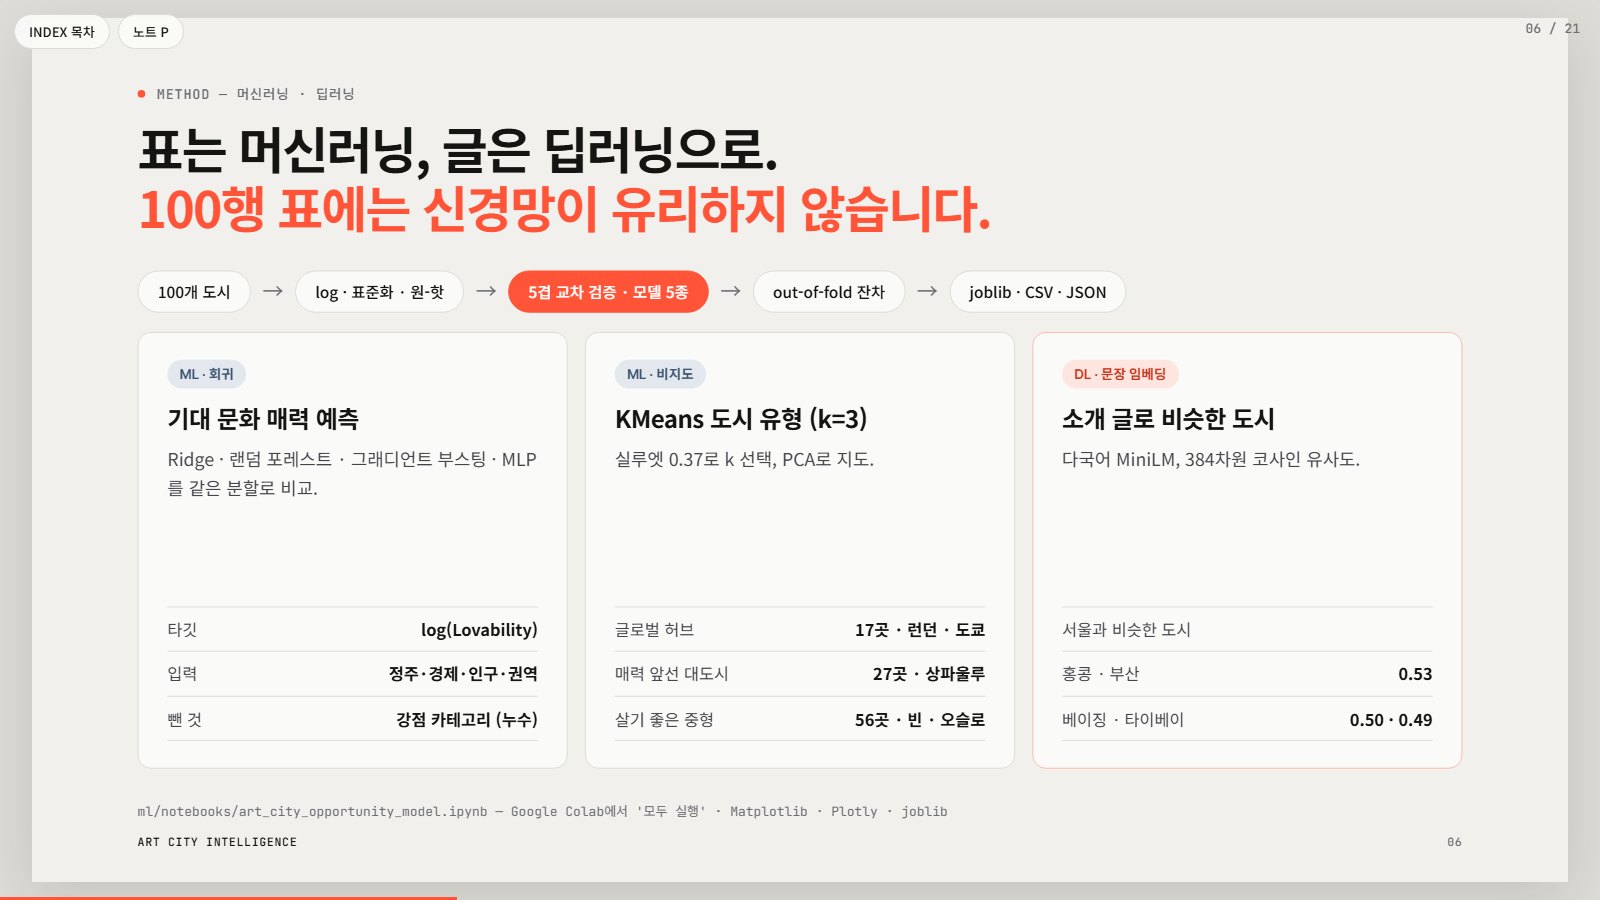 INDEX 목차
노트 P
06 / 21
METHOD — 머신러닝 · 딥러닝
표는 머신러닝, 글은 딥러닝으로.
100행 표에는 신경망이 유리하지 않습니다.
100개 도시 → log · 표준화 · 원-핫 → 5겹 교차 검증 · 모델 5종 → out-of-fold 잔차 → joblib · CSV · JSON
ML · 회귀
기대 문화 매력 예측
Ridge · 랜덤 포레스트 · 그래디언트 부스팅 · MLP
를 같은 분할로 비교.
타깃 log(Lovability)
입력 정주·경제·인구·권역
뺀 것 강점 카테고리 (누수)
ML · 비지도
KMeans 도시 유형 (k=3)
실루엣 0.37로 k 선택, PCA로 지도.
글로벌 허브 17곳 · 런던 · 도쿄
매력 앞선 대도시 27곳 · 상파울루
살기 좋은 중형 56곳 · 빈 · 오슬로
DL · 문장 임베딩
소개 글로 비슷한 도시
다국어 MiniLM, 384차원 코사인 유사도.
서울과 비슷한 도시
홍콩 · 부산 0.53
베이징 · 타이베이 0.50 · 0.49
ml/notebooks/art_city_opportunity_model.ipynb — Google Colab에서 '모두 실행' · Matplotlib · Plotly · joblib
ART CITY INTELLIGENCE
06